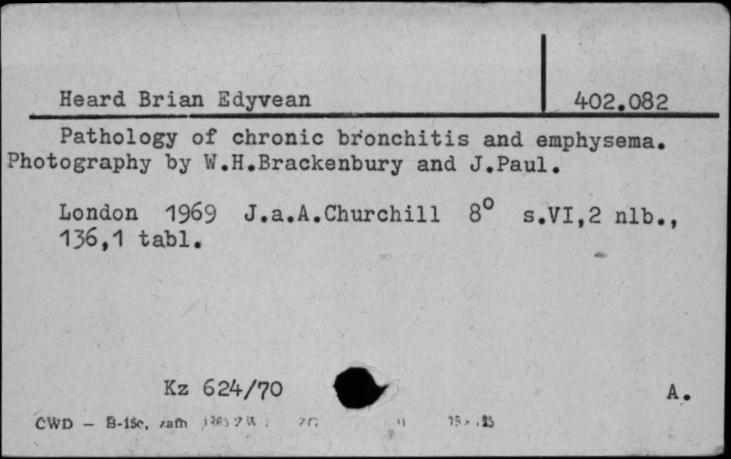 Heard Brian Edyvean 402.082
Pathology of chronic bronchitis and emphysema.
Photography by W.H.Brackenbury and J.Paul.
London 1969 J.a.A.Churchill 8° s.VI,2 nlb.,
136,1 tabl.
Kz 624/70 A.
CWD — B-1sc,